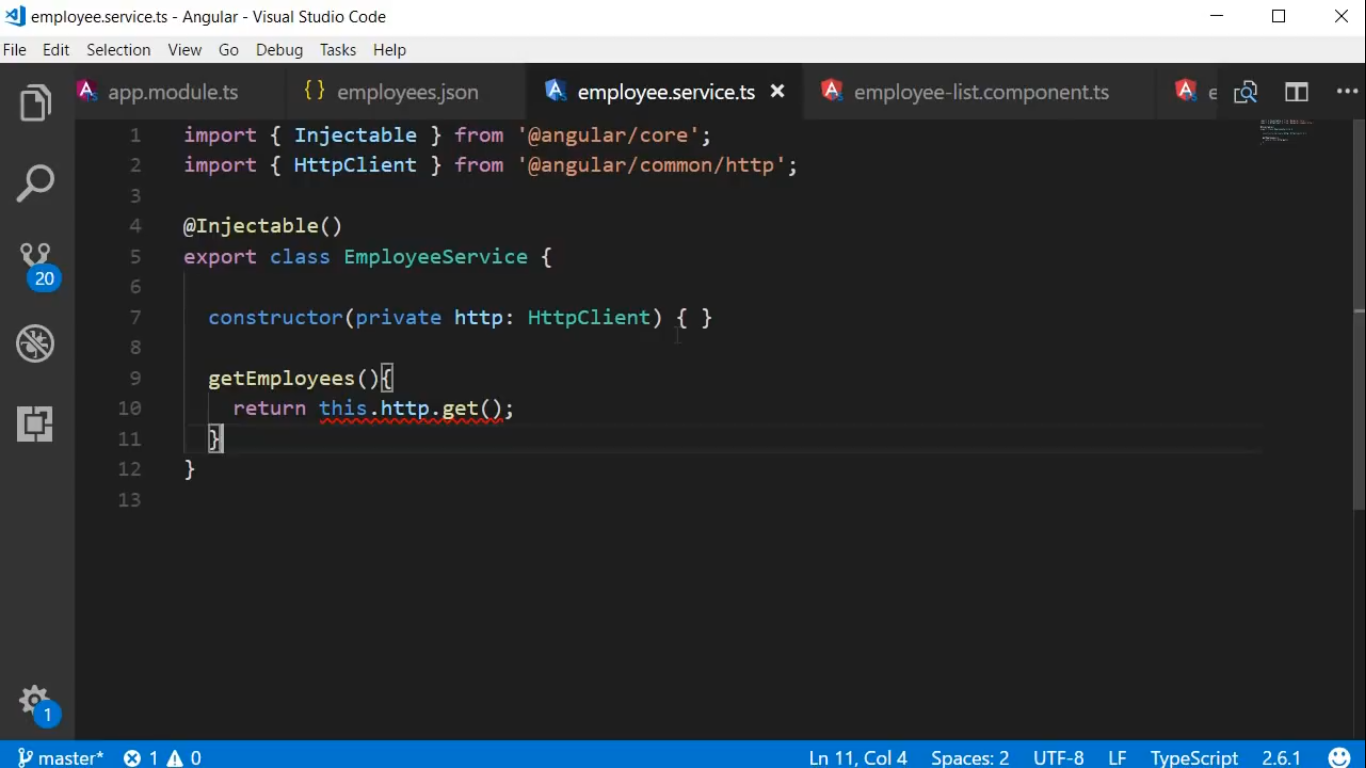 employee.service.ts - Angular - Visual Studio Code
File Edit Selection View Go Debug Tasks Help
app.module.ts { } employees.json employee.service.ts × employee-list.component.ts e ...
1 import { Injectable } from '@angular/core';
2 import { HttpClient } from '@angular/common/http';
3
4 @Injectable()
5 export class EmployeeService {
6
7 constructor(private http: HttpClient) { }
8
9 getEmployees(){
10 return this.http.get();
11 }
12 }
13
20
1
master* 1 0 Ln 11, Col 4 Spaces: 2 UTF-8 LF TypeScript 2.6.1